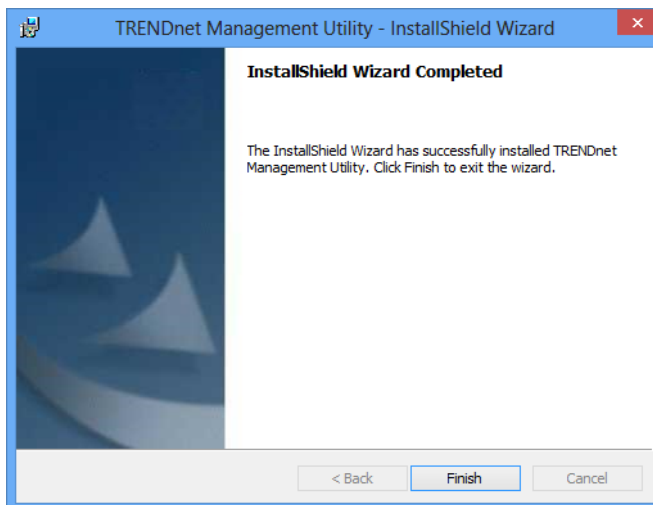 TRENDnet Management Utility - InstallShield Wizard
InstallShield Wizard Completed
The InstallShield Wizard has successfully installed TRENDnet
Management Utility. Click Finish to exit the wizard.
< Back
Finish
Cancel